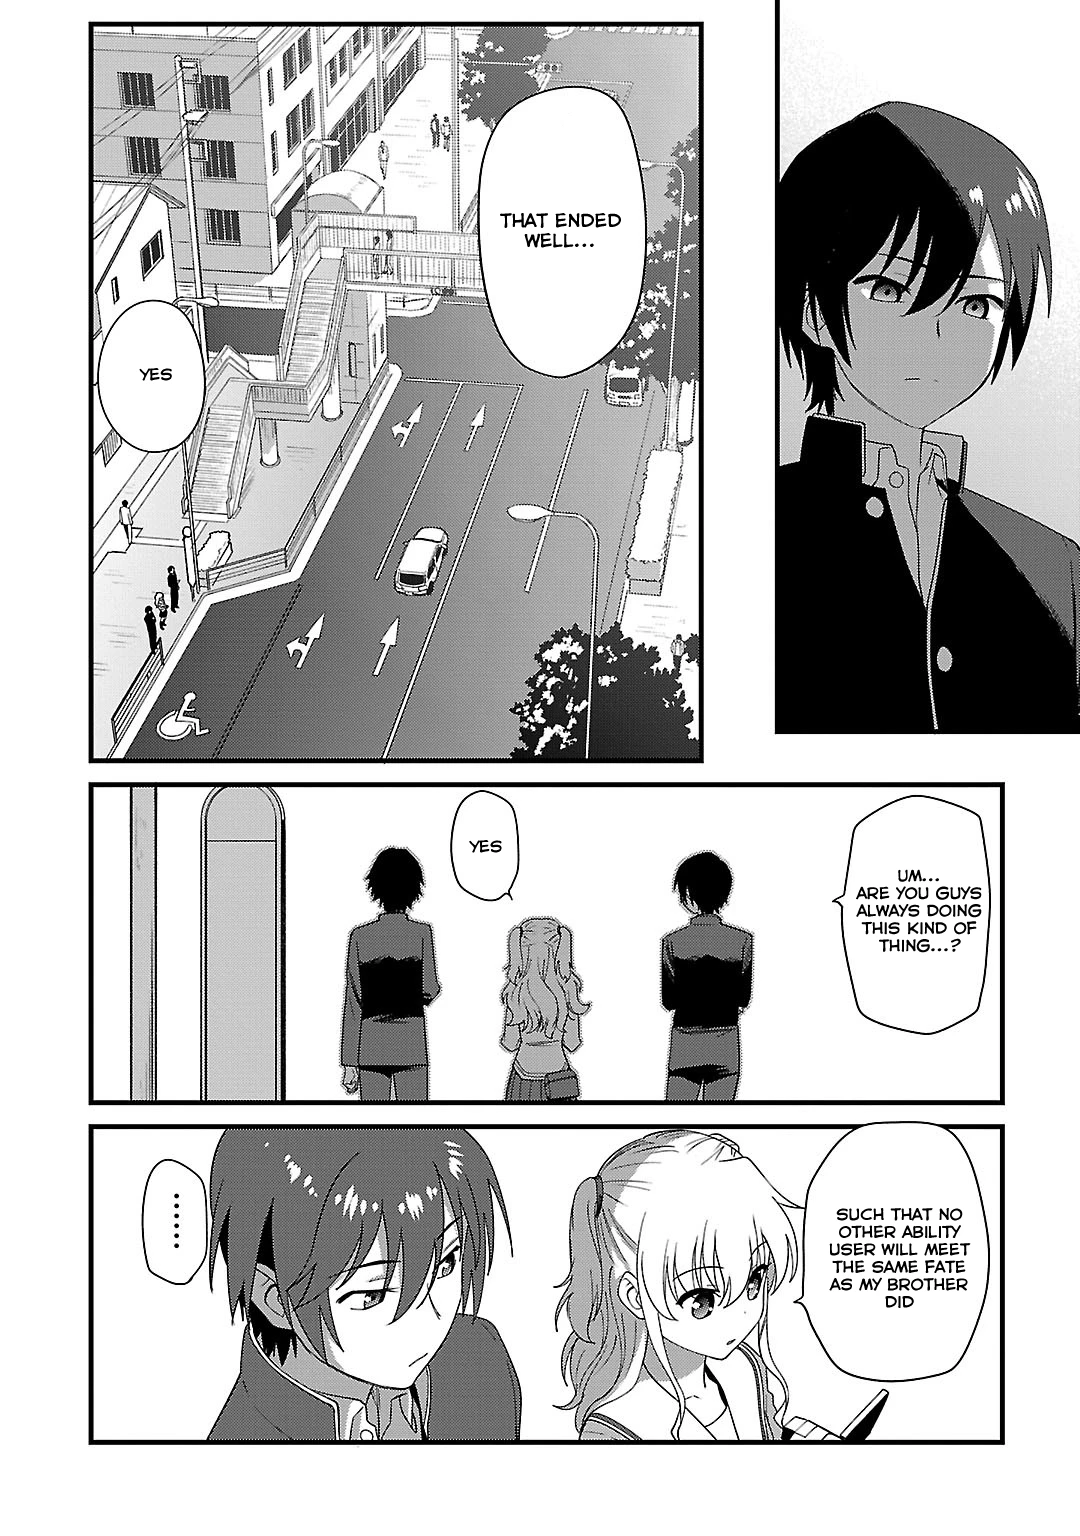 THAT ENDED
WELL...
YES
UM...
ARE YOU GUYS
ALWAYS DOING
THIS KIND OF
THING...?
YES
SUCH THAT NO
OTHER ABILITY
USER WILL MEET
THE SAME FATE
AS MY BROTHER
DID
......